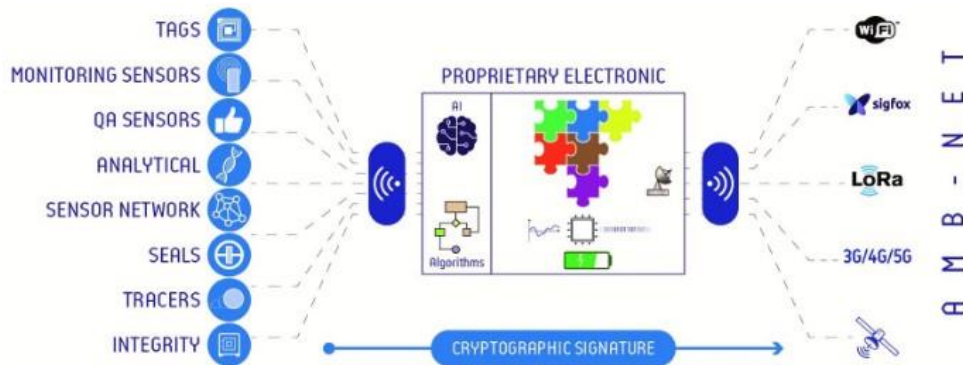 TAGS
MONITORING SENSORS
QA SENSORS
ANALYTICAL
SENSOR NETWORK
SEALS
TRACERS
INTEGRITY
PROPRIETARY ELECTRONIC
AI
Algorithms
CRYPTOGRAPHIC SIGNATURE
WiFi
sigfox
LoRa
3G/4G/5G
AMB-NET